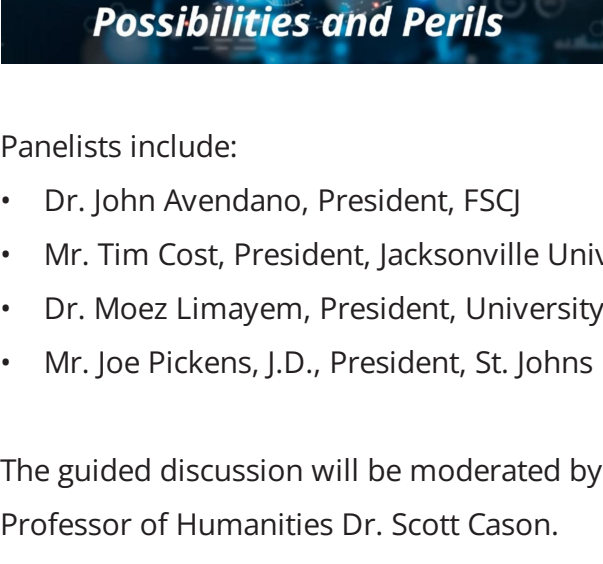 Possibilities and Perils
Panelists include:
• Dr. John Avendano, President, FSCJ
• Mr. Tim Cost, President, Jacksonville Univ
• Dr. Moez Limayem, President, University
• Mr. Joe Pickens, J.D., President, St. Johns
The guided discussion will be moderated by
Professor of Humanities Dr. Scott Cason.